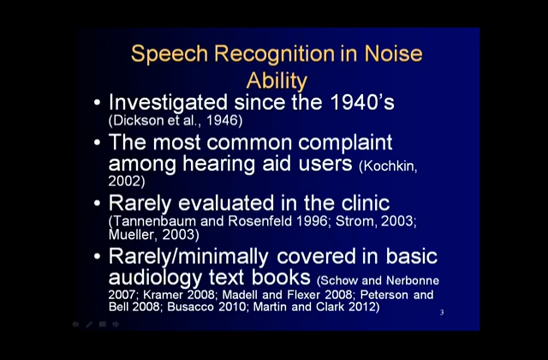 Speech Recognition in Noise
Ability
• Investigated since the 1940's
(Dickson et al., 1946)
• The most common complaint
among hearing aid users (Kochkin,
2002)
• Rarely evaluated in the clinic
(Tannenbaum and Rosenfeld 1996; Strom, 2003;
Mueller, 2003)
• Rarely/minimally covered in basic
audiology text books (Schow and Nerbonne
2007; Kramer 2008; Madell and Flexer 2008; Peterson and
Bell 2008; Busacco 2010; Martin and Clark 2012)
3